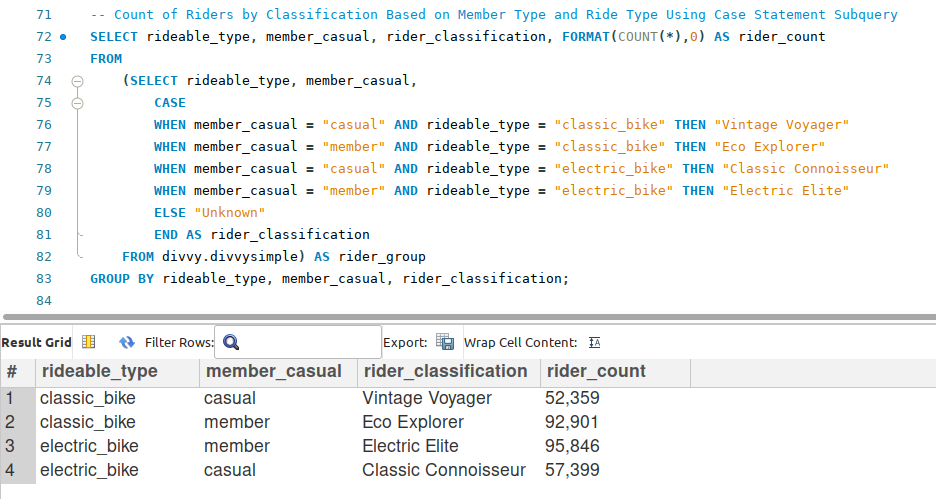 71 -- Count of Riders by Classification Based on Member Type and Ride Type Using Case Statement Subquery
72 SELECT rideable_type, member_casual, rider_classification, FORMAT(COUNT(*),0) AS rider_count
73 FROM
74 (SELECT rideable_type, member_casual,
75 CASE
76 WHEN member_casual = "casual" AND rideable_type = "classic_bike" THEN "Vintage Voyager"
77 WHEN member_casual = "member" AND rideable_type = "classic_bike" THEN "Eco Explorer"
78 WHEN member_casual = "casual" AND rideable_type = "electric_bike" THEN "Classic Connoisseur"
79 WHEN member_casual = "member" AND rideable_type = "electric_bike" THEN "Electric Elite"
80 ELSE "Unknown"
81 END AS rider_classification
82 FROM divvy.divvysimple) AS rider_group
83 GROUP BY rideable_type, member_casual, rider_classification;
84
Result Grid Filter Rows: Export: Wrap Cell Content:
# rideable_type member_casual rider_classification rider_count
1 classic_bike casual Vintage Voyager 52,359
2 classic_bike member Eco Explorer 92,901
3 electric_bike member Electric Elite 95,846
4 electric_bike casual Classic Connoisseur 57,399